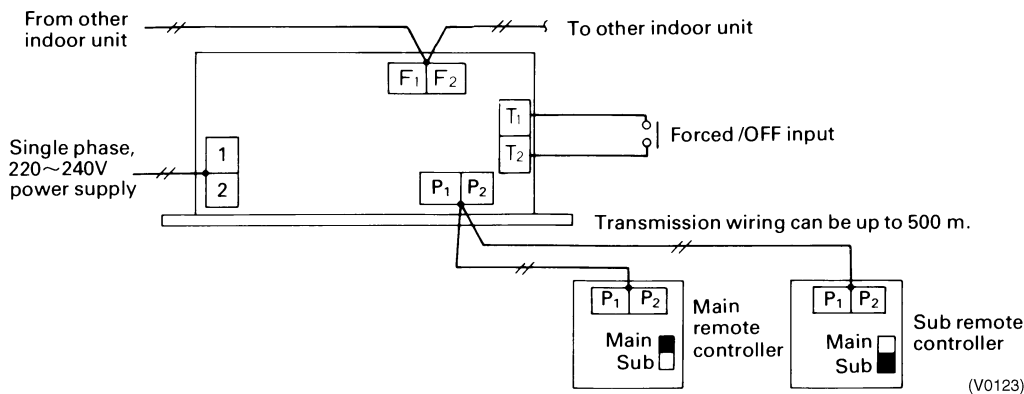 From other
indoor unit
To other indoor unit
F1 F2
T1
T2
Forced /OFF input
Single phase,
220～240V
power supply
1
2
P1 P2
Transmission wiring can be up to 500 m.
P1 P2
Main
Sub
Main
remote
controller
P1 P2
Main
Sub
Sub remote
controller
(V0123)